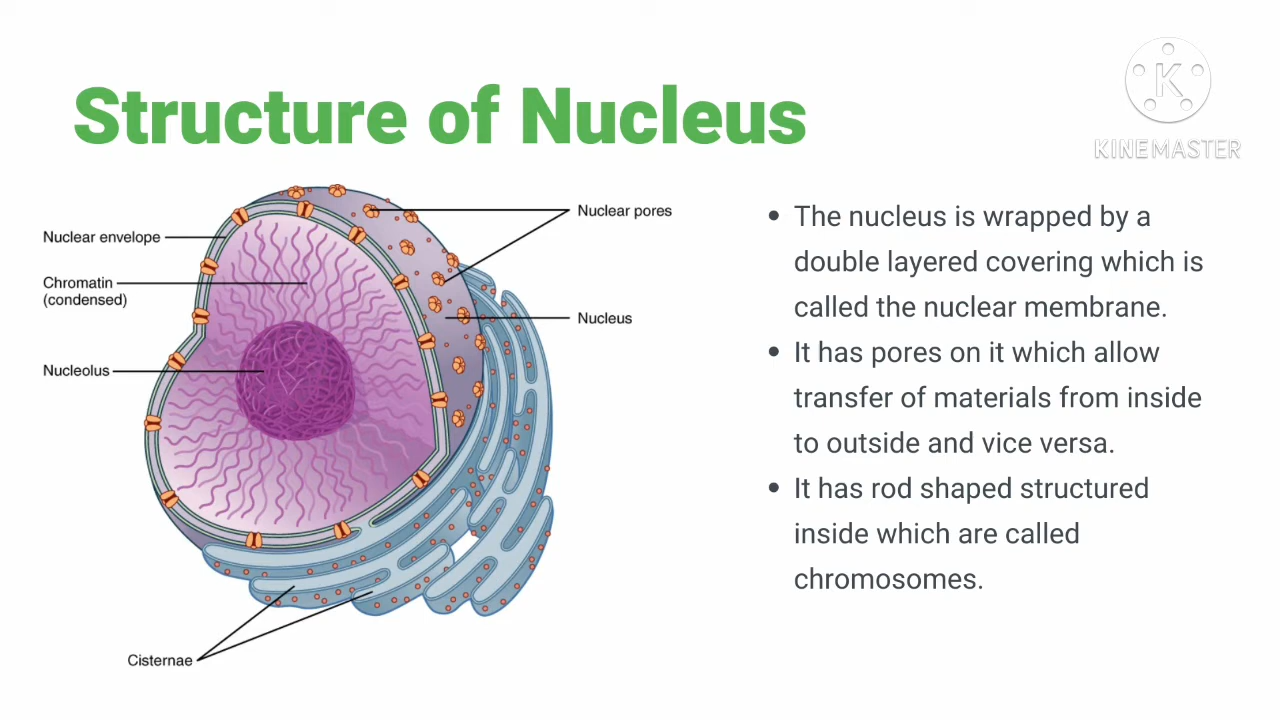 Structure of Nucleus
K
KINEMASTER
Nuclear envelope
Chromatin
(condensed)
Nucleolus
Nuclear pores
Nucleus
Cisternae
• The nucleus is wrapped by a
double layered covering which is
called the nuclear membrane.
• It has pores on it which allow
transfer of materials from inside
to outside and vice versa.
• It has rod shaped structured
inside which are called
chromosomes.